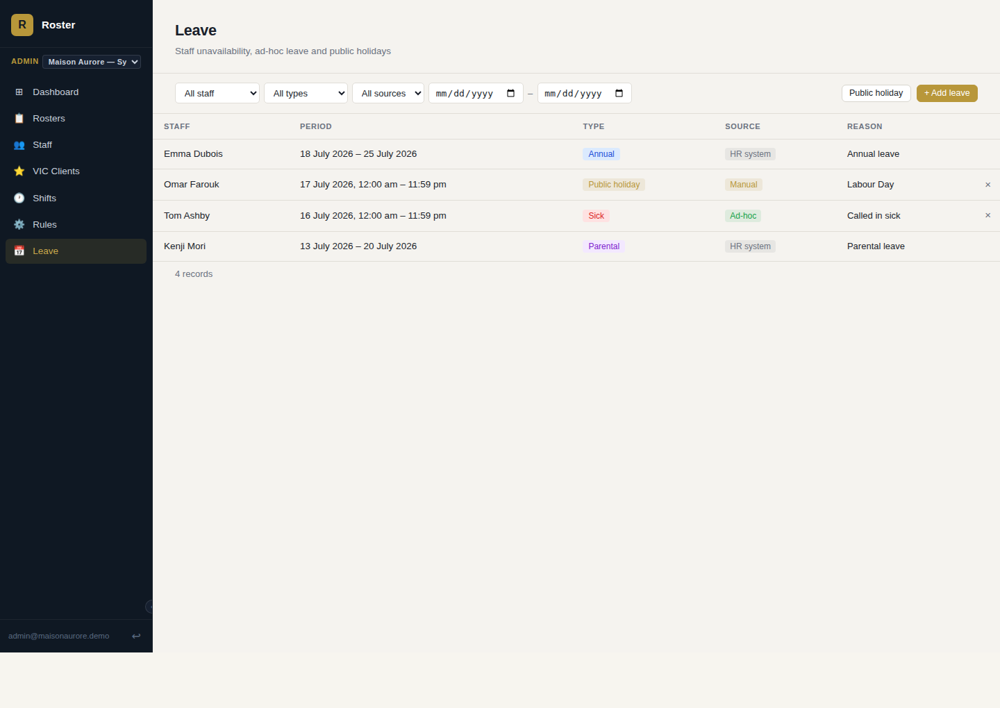 R Roster
ADMIN Maison Aurore — Sy
Dashboard
Rosters
Staff
VIC Clients
Shifts
Rules
Leave
admin@maisonaurore.demo
Leave
Staff unavailability, ad-hoc leave and public holidays
All staff All types All sources mm/dd/yyyy – mm/dd/yyyy Public holiday + Add leave
STAFF PERIOD TYPE SOURCE REASON
Emma Dubois 18 July 2026 – 25 July 2026 Annual HR system Annual leave
Omar Farouk 17 July 2026, 12:00 am – 11:59 pm Public holiday Manual Labour Day ×
Tom Ashby 16 July 2026, 12:00 am – 11:59 pm Sick Ad-hoc Called in sick ×
Kenji Mori 13 July 2026 – 20 July 2026 Parental HR system Parental leave
4 records